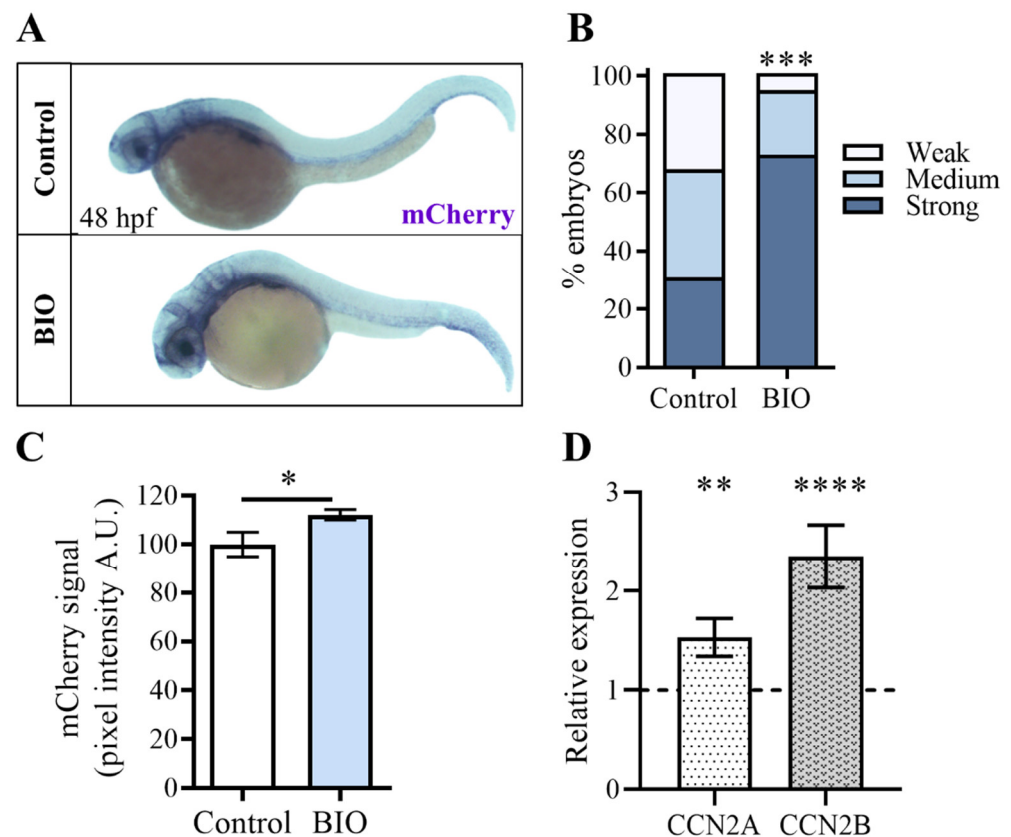 A
Control
48 hpf
mCherry
BIO
B
***
% embryos
100
80
60
40
20
0
Control BIO
Weak
Medium
Strong
C
*
mCherry signal
(pixel intensity A.U.)
120
100
80
60
40
20
0
Control BIO
D
** ****
Relative expression
3
2
1
0
CCN2A CCN2B